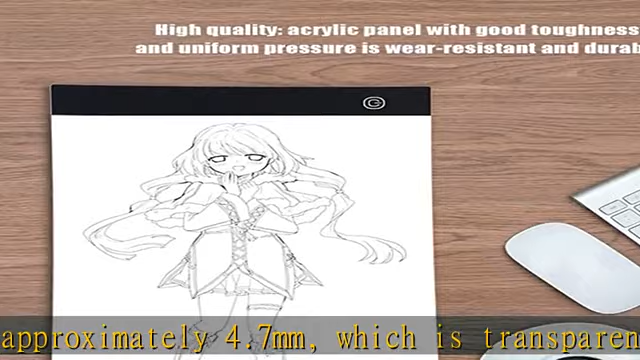 High quality: acrylic panel with good toughness
and uniform pressure is wear-resistant and durab
approximately 4.7mm, which is transparen